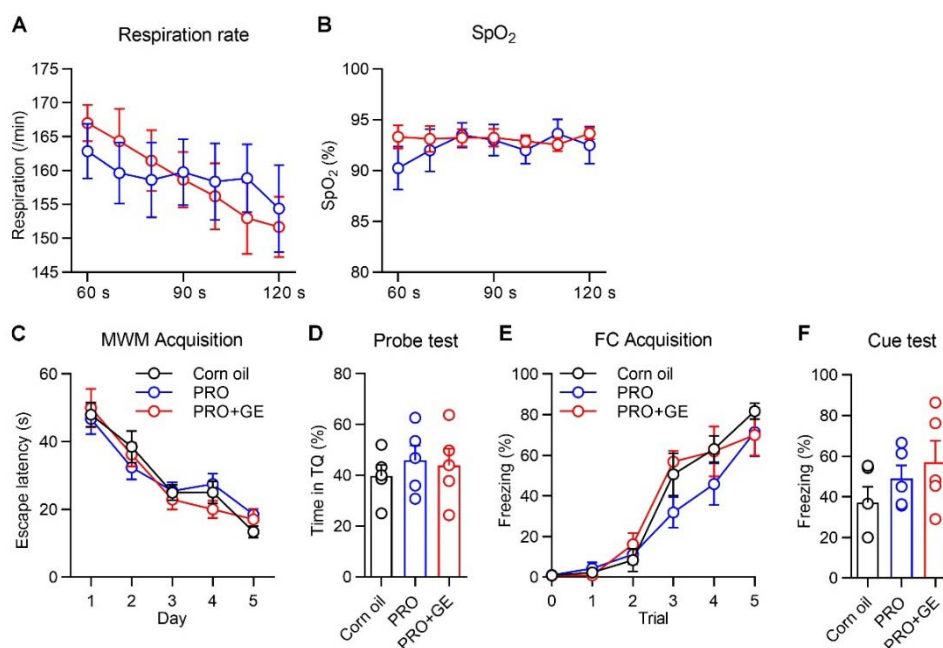 A
Respiration rate
B
SpO2
175
170
165
160
155
150
145
Respiration (/min)
60 s
90 s
120 s
100
95
90
85
80
SpO2 (%)
60 s
90 s
120 s
C
MWM Acquisition
D
Probe test
E
FC Acquisition
F
Cue test
60
40
20
0
Escape latency (s)
Corn oil
PRO
PRO+GE
1
2
3
4
5
Day
80
60
40
20
0
Time in TQ (%)
Corn oil
PRO
PRO+GE
100
80
60
40
20
0
Freezing (%)
Corn oil
PRO
PRO+GE
0
1
2
3
4
5
Trial
100
80
60
40
20
0
Freezing (%)
Corn oil
PRO
PRO+GE